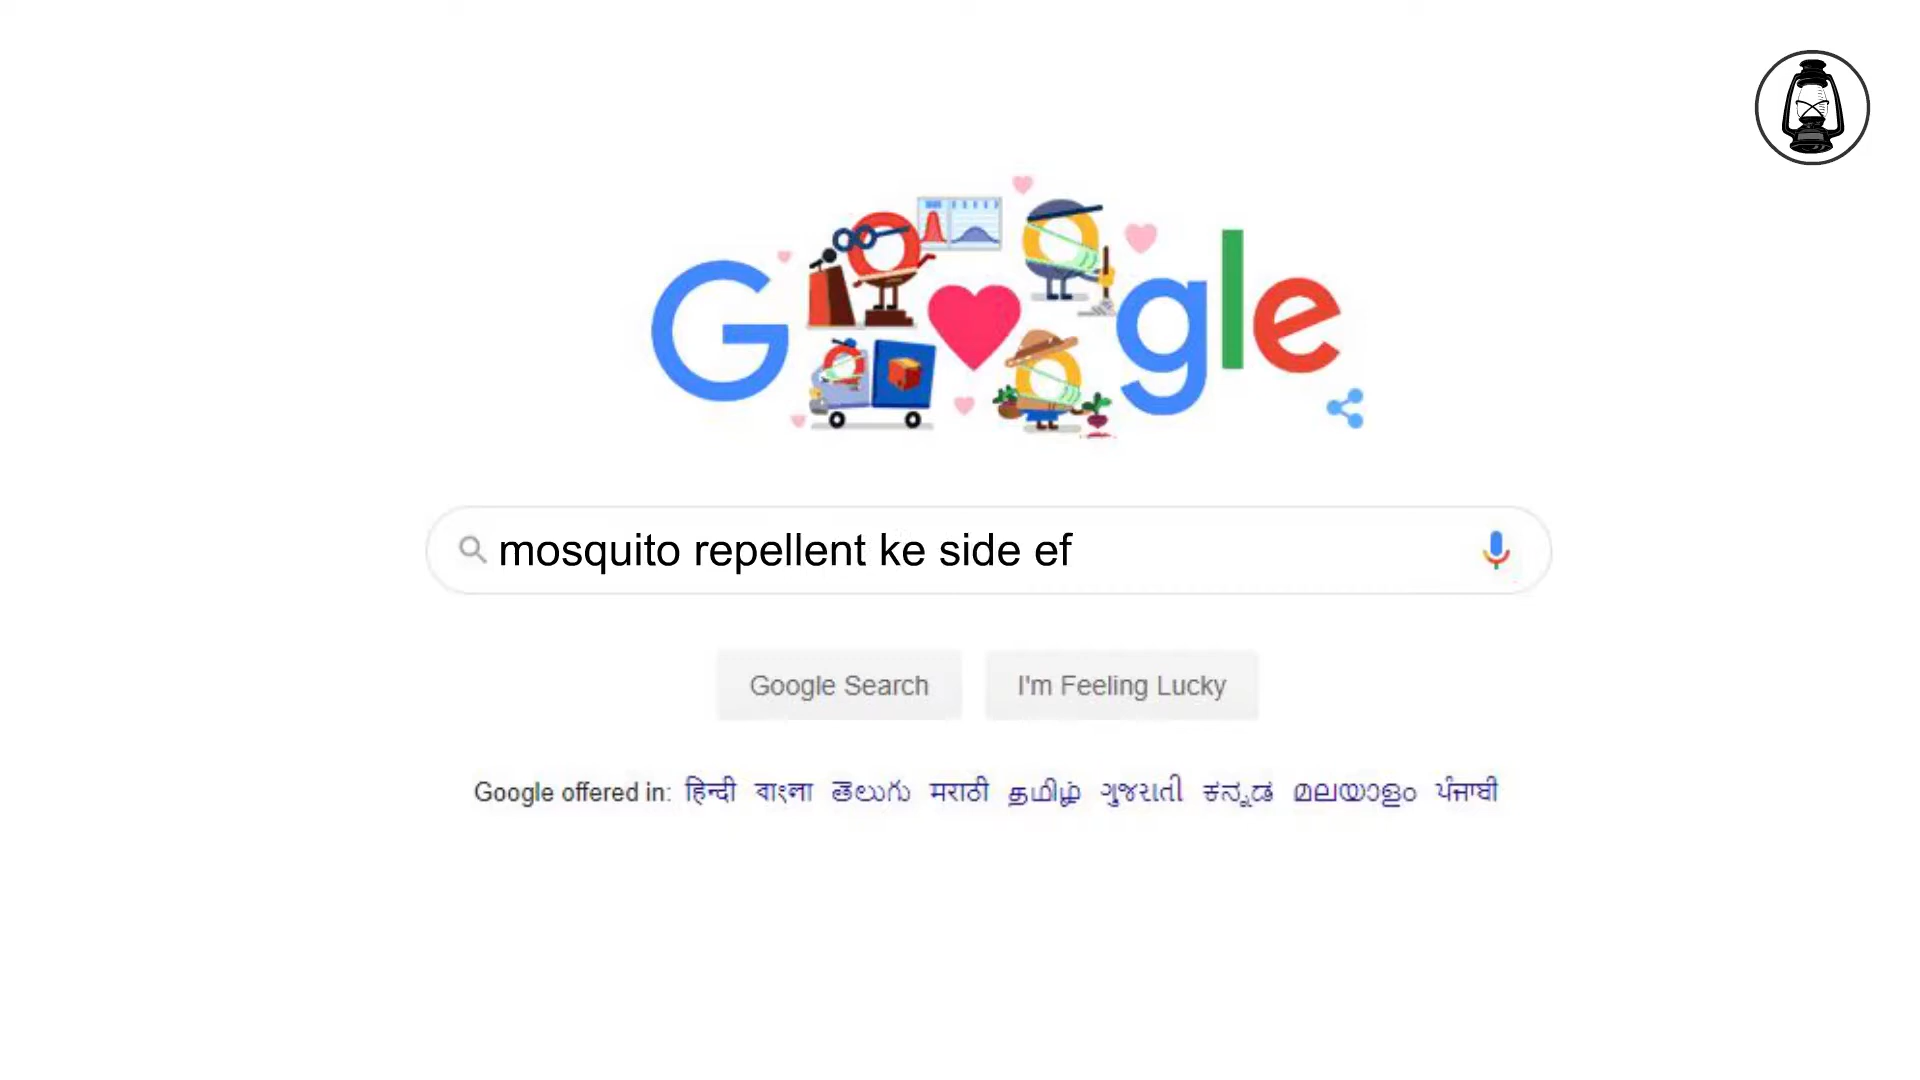 Google
mosquito repellent ke side ef
Google Search I'm Feeling Lucky
Google offered in: हिन्दी বাংলা తెలుగు मराठी தமிழ் ગુજરાતી ಕನ್ನಡ മലയാളം ਪੰਜਾਬੀ